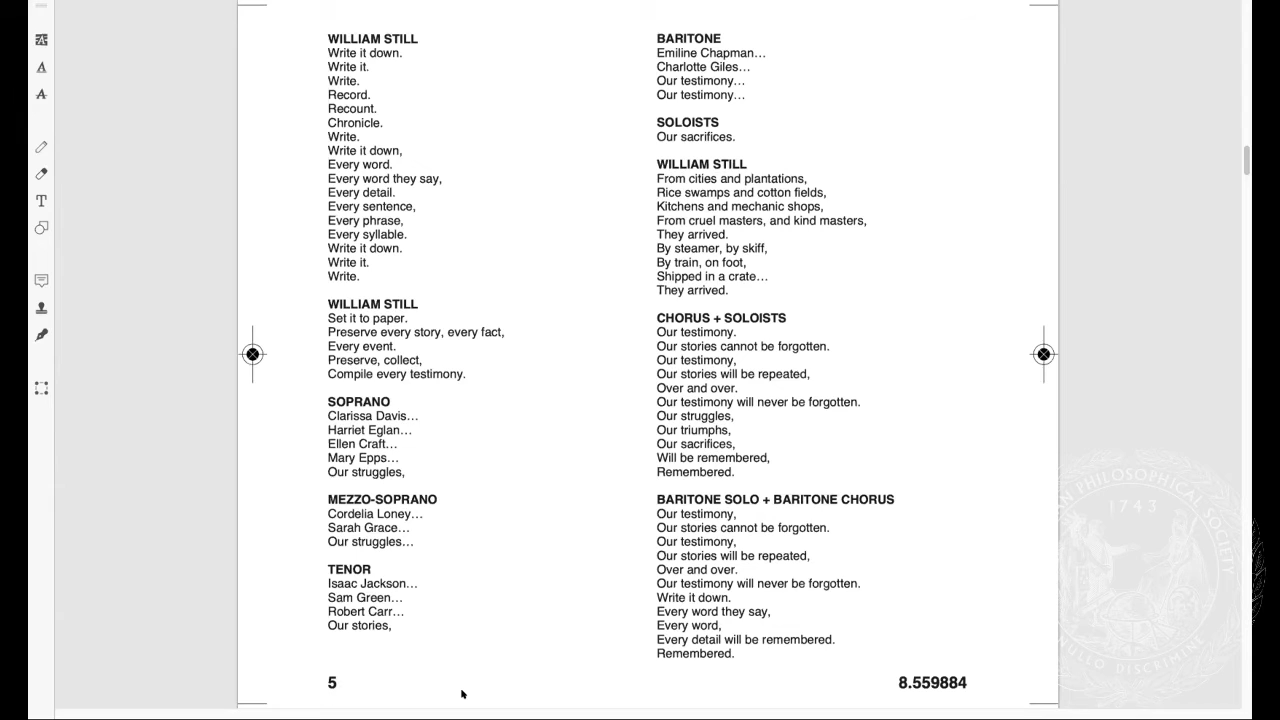 WILLIAM STILL
Write it down.
Write it.
Write.
Record.
Recount.
Chronicle.
Write.
Write it down,
Every word.
Every word they say,
Every detail.
Every sentence,
Every phrase,
Every syllable.
Write it down.
Write it.
Write.
WILLIAM STILL
Set it to paper.
Preserve every story, every fact,
Every event.
Preserve, collect,
Compile every testimony.
SOPRANO
Clarissa Davis…
Harriet Eglan…
Ellen Craft…
Mary Epps…
Our struggles,
MEZZO-SOPRANO
Cordelia Loney…
Sarah Grace…
Our struggles…
TENOR
Isaac Jackson…
Sam Green…
Robert Carr…
Our stories,
BARITONE
Emiline Chapman…
Charlotte Giles…
Our testimony…
Our testimony…
SOLOISTS
Our sacrifices.
WILLIAM STILL
From cities and plantations,
Rice swamps and cotton fields,
Kitchens and mechanic shops,
From cruel masters, and kind masters,
They arrived.
By steamer, by skiff,
By train, on foot,
Shipped in a crate…
They arrived.
CHORUS + SOLOISTS
Our testimony.
Our stories cannot be forgotten.
Our testimony,
Our stories will be repeated,
Over and over.
Our testimony will never be forgotten.
Our struggles,
Our triumphs,
Our sacrifices,
Will be remembered,
Remembered.
BARITONE SOLO + BARITONE CHORUS
Our testimony,
Our stories cannot be forgotten.
Our testimony,
Our stories will be repeated,
Over and over.
Our testimony will never be forgotten.
Write it down.
Every word they say,
Every word,
Every detail will be remembered.
Remembered.
5
8.559884
PHILOSOPHICAL SOCIETY
1743
NULLO DISCRIMINE